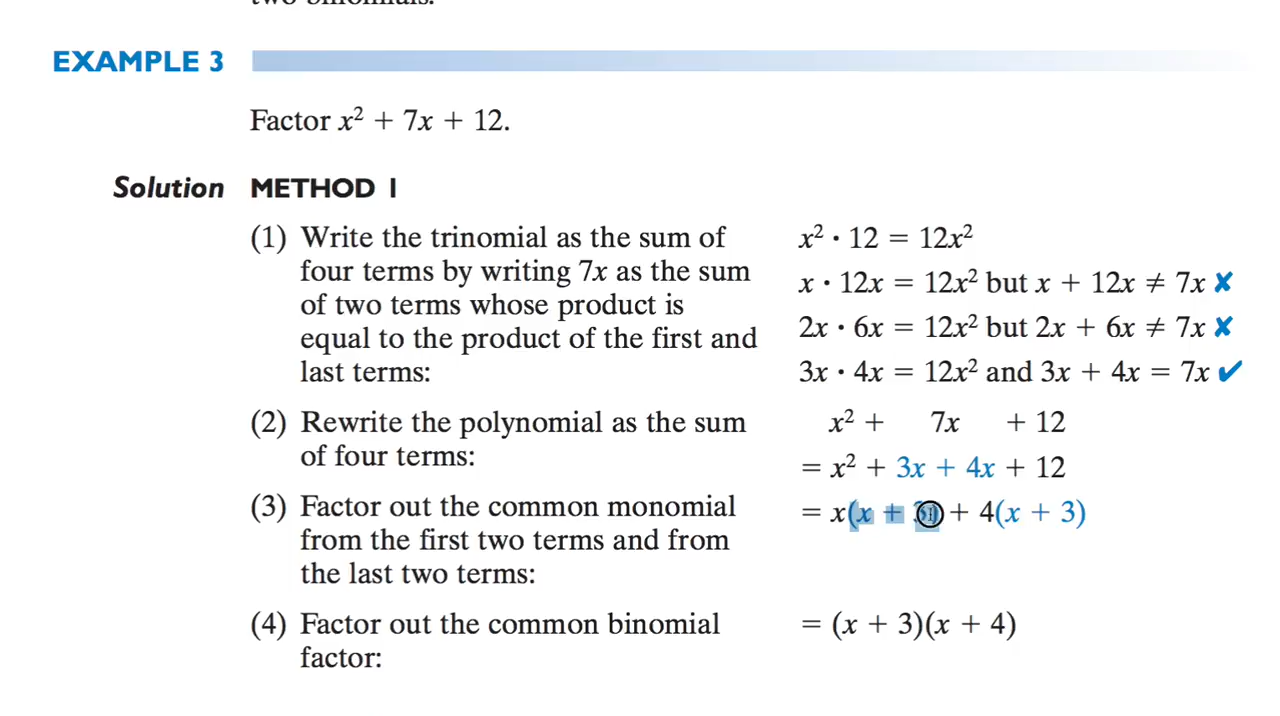 two binomials.
EXAMPLE 3
Factor x² + 7x + 12.
Solution METHOD 1
(1) Write the trinomial as the sum of x² · 12 = 12x²
four terms by writing 7x as the sum x · 12x = 12x² but x + 12x ≠ 7x ✘
of two terms whose product is 2x · 6x = 12x² but 2x + 6x ≠ 7x ✘
equal to the product of the first and
last terms: 3x · 4x = 12x² and 3x + 4x = 7x ✔
(2) Rewrite the polynomial as the sum x² + 7x + 12
of four terms: = x² + 3x + 4x + 12
(3) Factor out the common monomial = x(x + 3) + 4(x + 3)
from the first two terms and from
the last two terms:
(4) Factor out the common binomial = (x + 3)(x + 4)
factor: